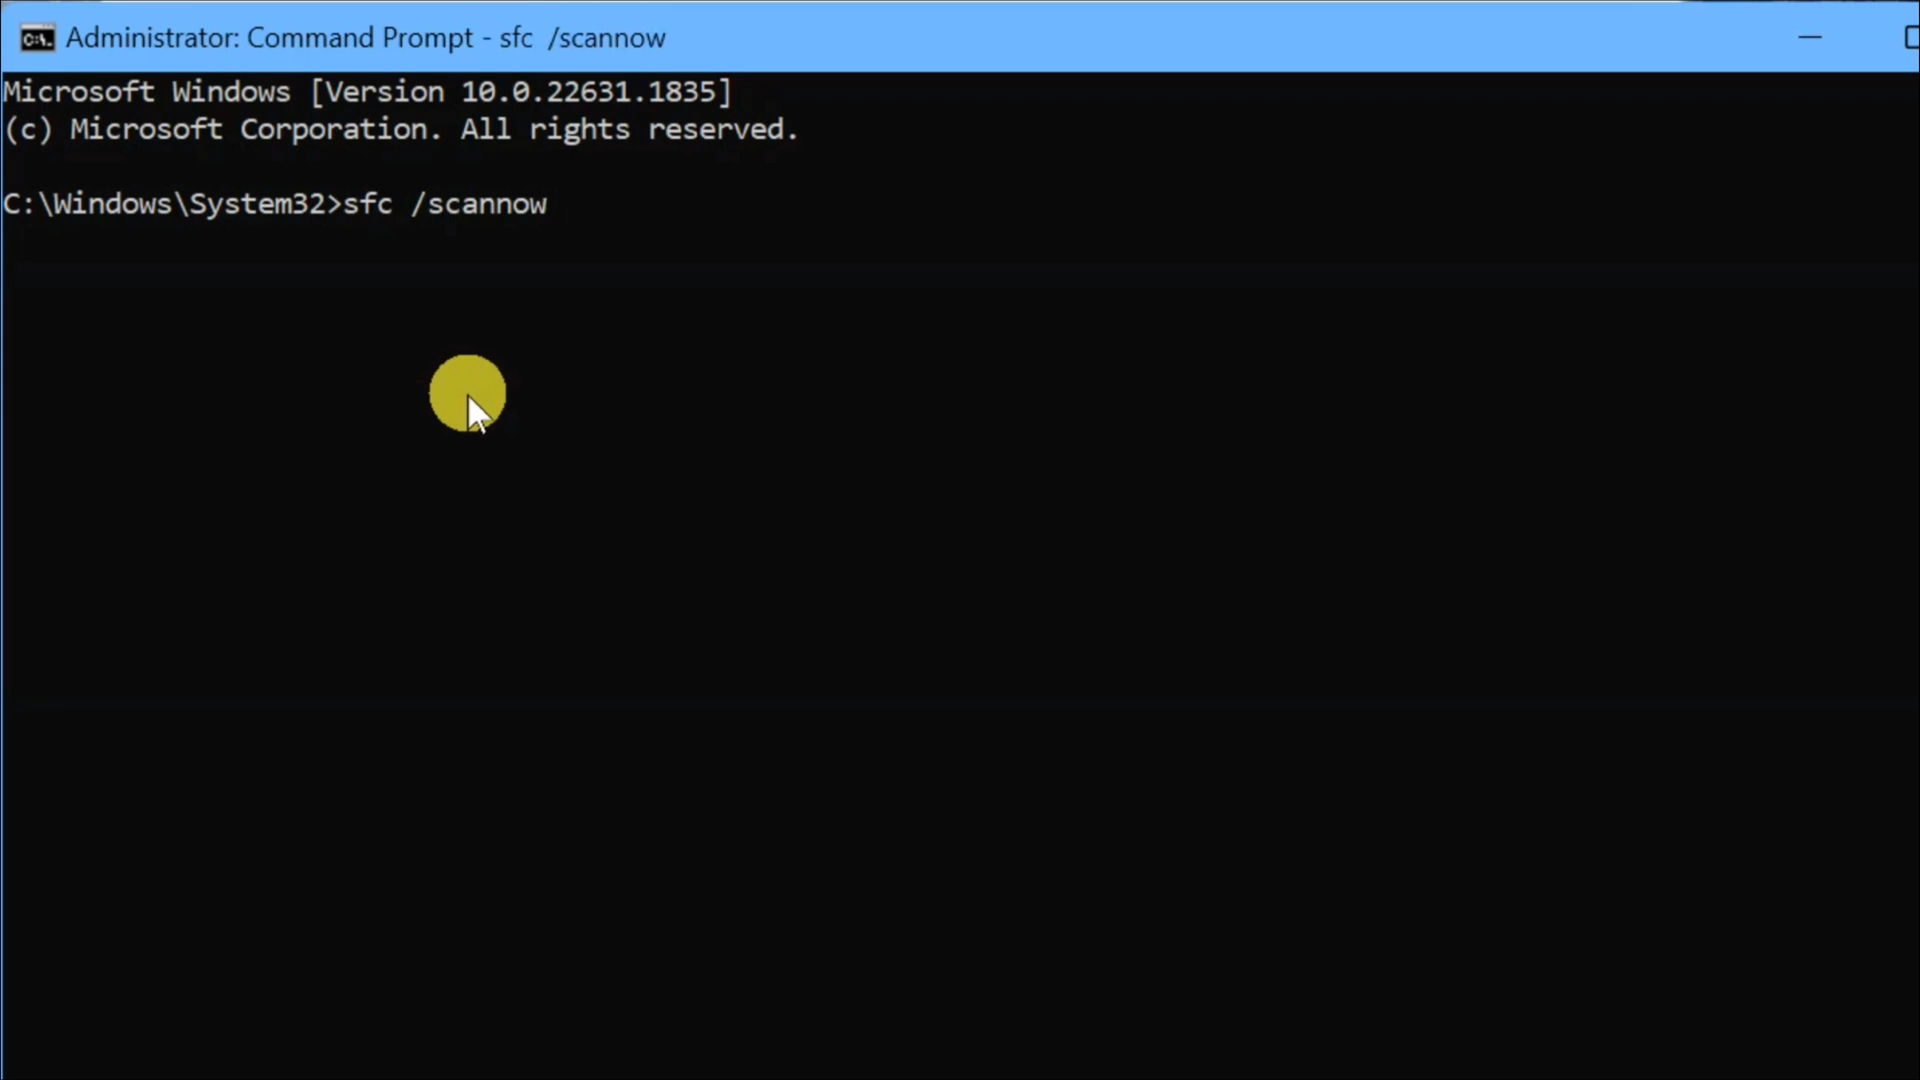 Administrator: Command Prompt - sfc  /scannow
Microsoft Windows [Version 10.0.22631.1835]
(c) Microsoft Corporation. All rights reserved.
C:\Windows\System32>sfc /scannow